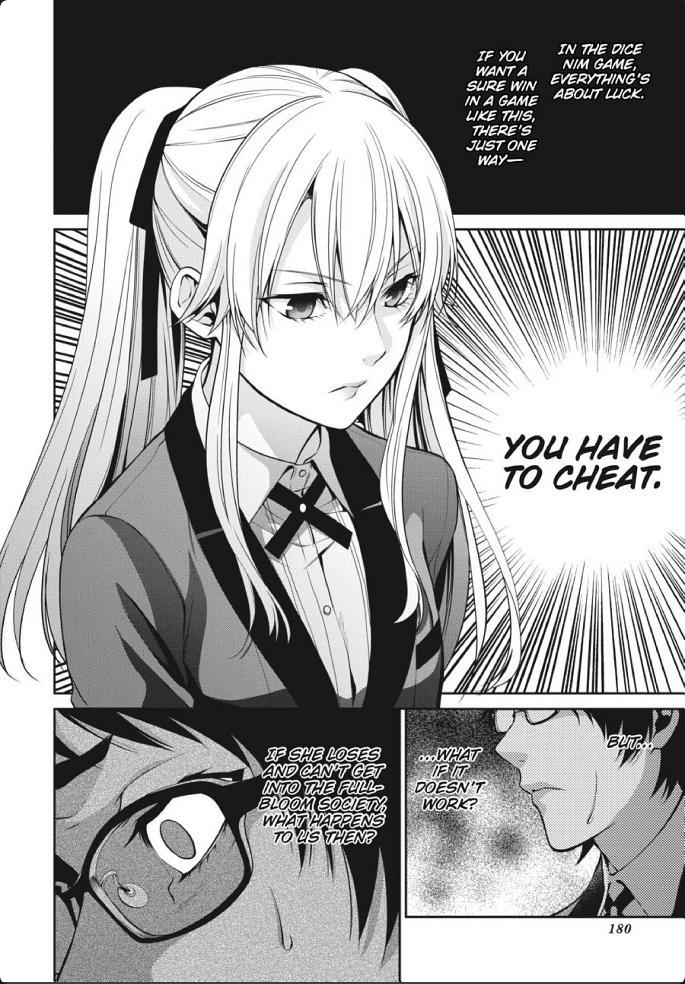 IN THE DICE
NIM GAME,
EVERYTHING'S
ABOUT LUCK.
IF YOU
WANT A
SURE WIN
IN A GAME
LIKE THIS,
THERE'S
JUST ONE
WAY—
YOU HAVE
TO CHEAT.
BUT...
...WHAT
IF IT
DOESN'T
WORK?
IF SHE LOSES
AND CAN'T GET
INTO THE FULL-
BLOOM SOCIETY,
WHAT HAPPENS
TO US THEN?
180